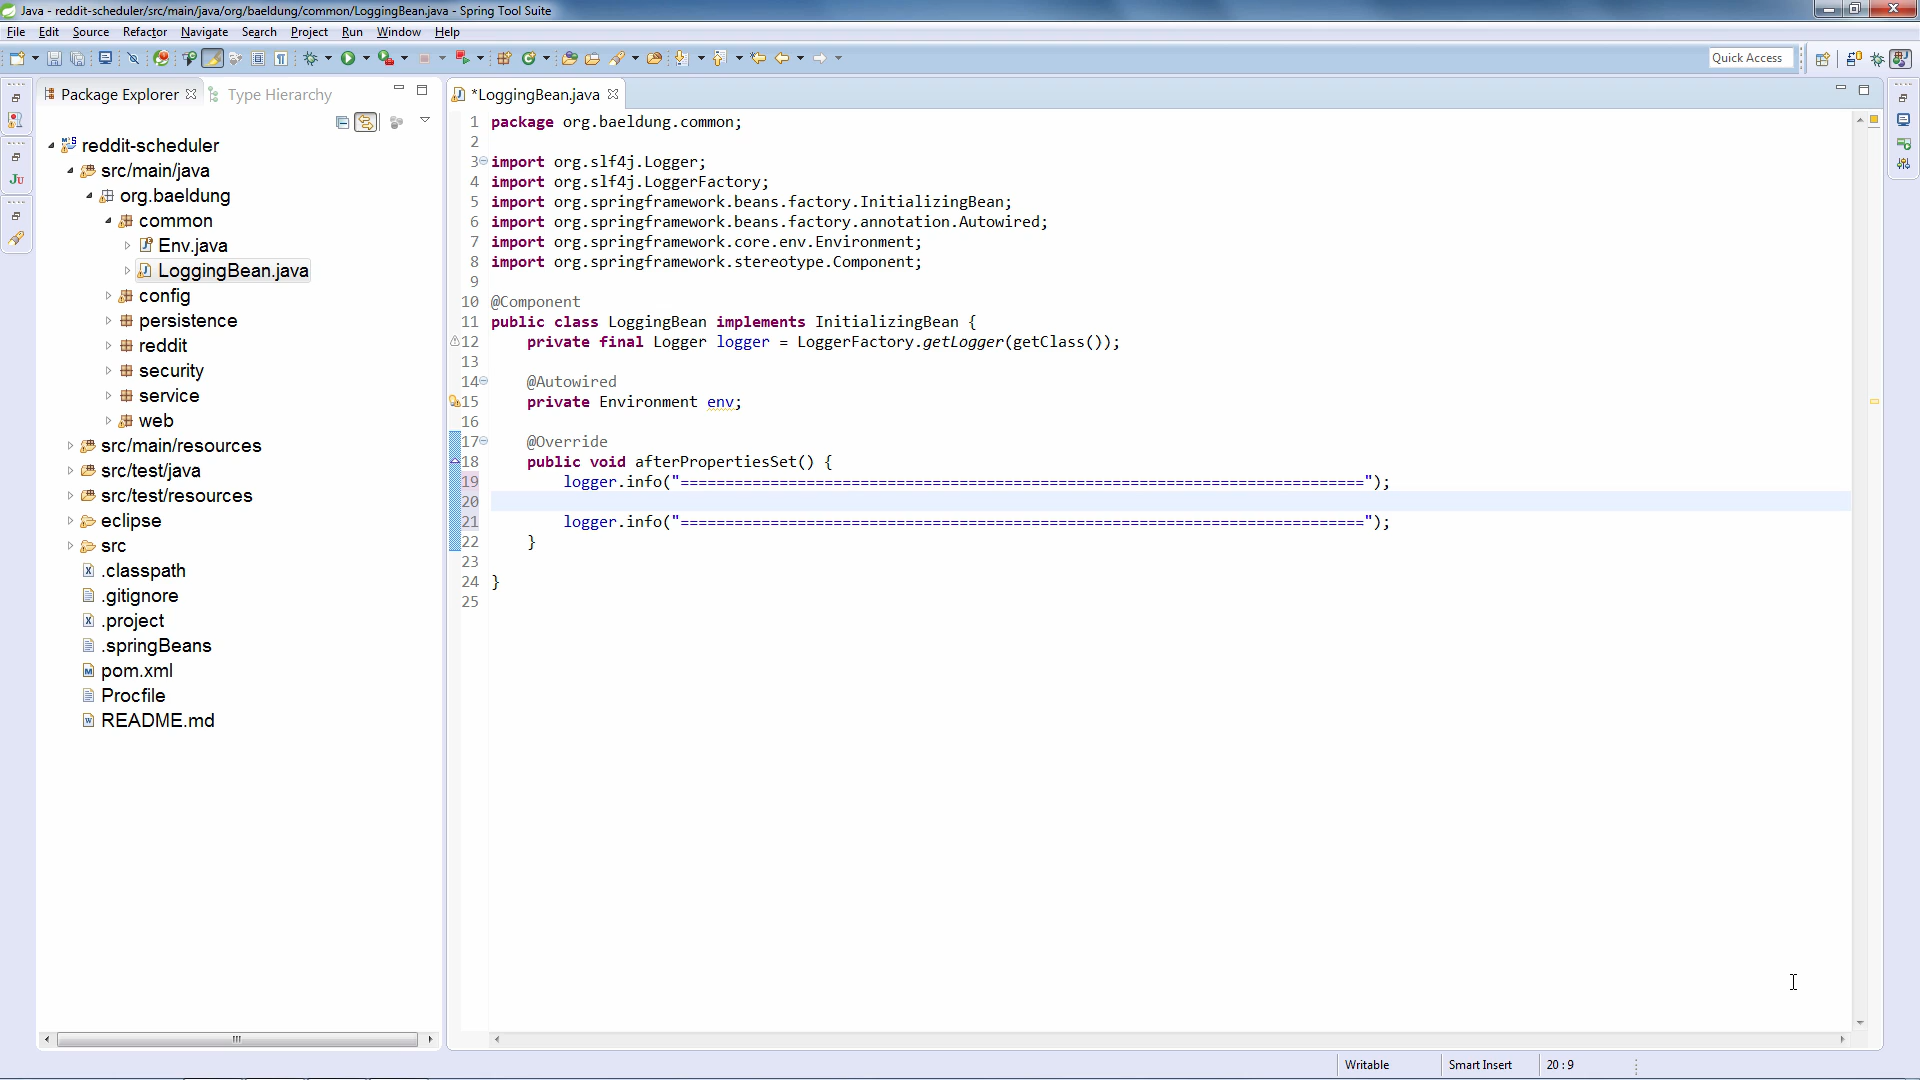 Java - reddit-scheduler/src/main/java/org/baeldung/common/LoggingBean.java - Spring Tool Suite
File Edit Source Refactor Navigate Search Project Run Window Help
Quick Access
Package Explorer Type Hierarchy
reddit-scheduler
src/main/java
org.baeldung
common
Env.java
LoggingBean.java
config
persistence
reddit
security
service
web
src/main/resources
src/test/java
src/test/resources
eclipse
src
.classpath
.gitignore
.project
.springBeans
pom.xml
Procfile
README.md
*LoggingBean.java
1 package org.baeldung.common;
2
3 import org.slf4j.Logger;
4 import org.slf4j.LoggerFactory;
5 import org.springframework.beans.factory.InitializingBean;
6 import org.springframework.beans.factory.annotation.Autowired;
7 import org.springframework.core.env.Environment;
8 import org.springframework.stereotype.Component;
9
10 @Component
11 public class LoggingBean implements InitializingBean {
12 private final Logger logger = LoggerFactory.getLogger(getClass());
13
14 @Autowired
15 private Environment env;
16
17 @Override
18 public void afterPropertiesSet() {
19 logger.info("============================================================================");
20
21 logger.info("============================================================================");
22 }
23
24 }
25
Writable Smart Insert 20 : 9